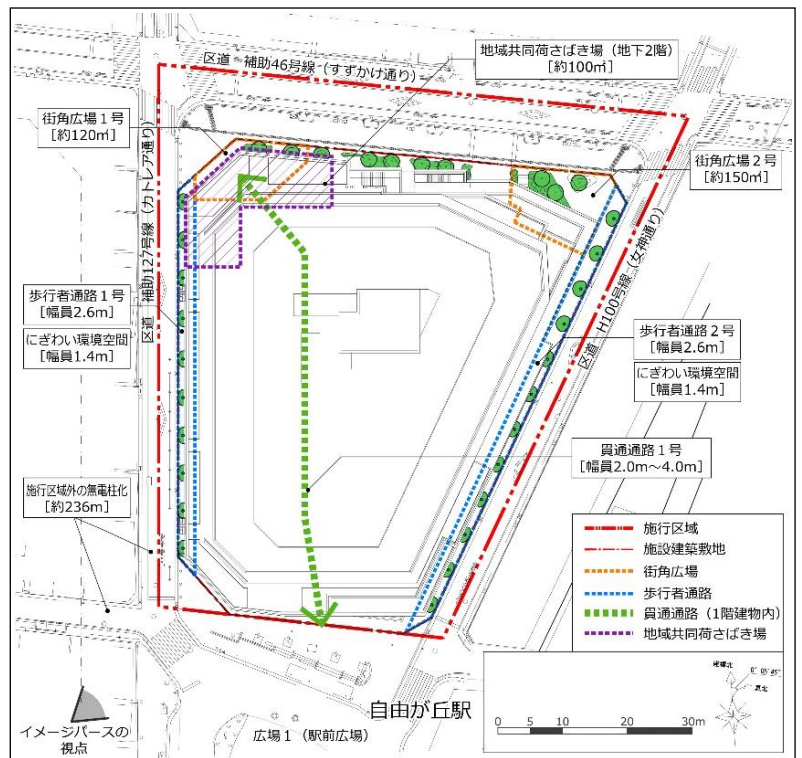 区道 補助46号線(すずかけ通り)
地域共同荷さばき場(地下2階)
[約100㎡]
街角広場1号
[約120㎡]
街角広場2号
[約150㎡]
区道 補助127号線(カトレア通り)
区道 H100号線(女神通り)
歩行者通路1号
[幅員2.6m]
にぎわい環境空間
[幅員1.4m]
歩行者通路2号
[幅員2.6m]
にぎわい環境空間
[幅員1.4m]
貫通通路1号
[幅員2.0m~4.0m]
施行区域外の無電柱化
[約236m]
施行区域
施設建築敷地
街角広場
歩行者通路
貫通通路(1階建物内)
地域共同荷さばき場
自由が丘駅
広場1(駅前広場)
イメージパースの
視点
真北
0 5 10 20 30m